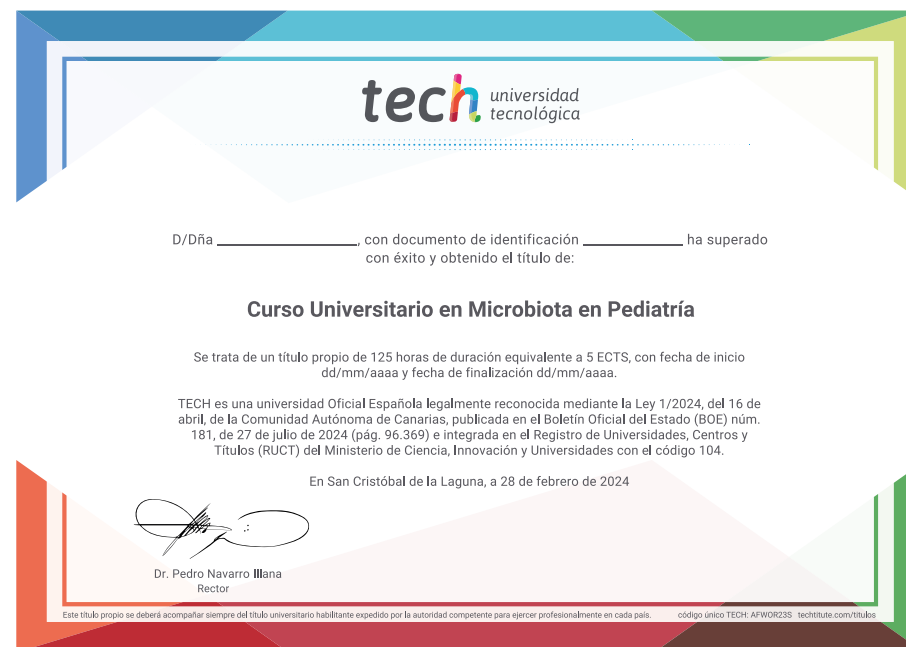 tech universidad
tecnológica
D/Dña ____________________, con documento de identificación ______________ ha superado
con éxito y obtenido el título de:
Curso Universitario en Microbiota en Pediatría
Se trata de un título propio de 125 horas de duración equivalente a 5 ECTS, con fecha de inicio
dd/mm/aaaa y fecha de finalización dd/mm/aaaa.
TECH es una universidad Oficial Española legalmente reconocida mediante la Ley 1/2024, del 16 de
abril, de la Comunidad Autónoma de Canarias, publicada en el Boletín Oficial del Estado (BOE) núm.
181, de 27 de julio de 2024 (pág. 96.369) e integrada en el Registro de Universidades, Centros y
Títulos (RUCT) del Ministerio de Ciencia, Innovación y Universidades con el código 104.
En San Cristóbal de la Laguna, a 28 de febrero de 2024
Dr. Pedro Navarro Illana
Rector
Este título propio se deberá acompañar siempre del título universitario habilitante expedido por la autoridad competente para ejercer profesionalmente en cada país. código único TECH: AFWOR23S techtitute.com/titulos